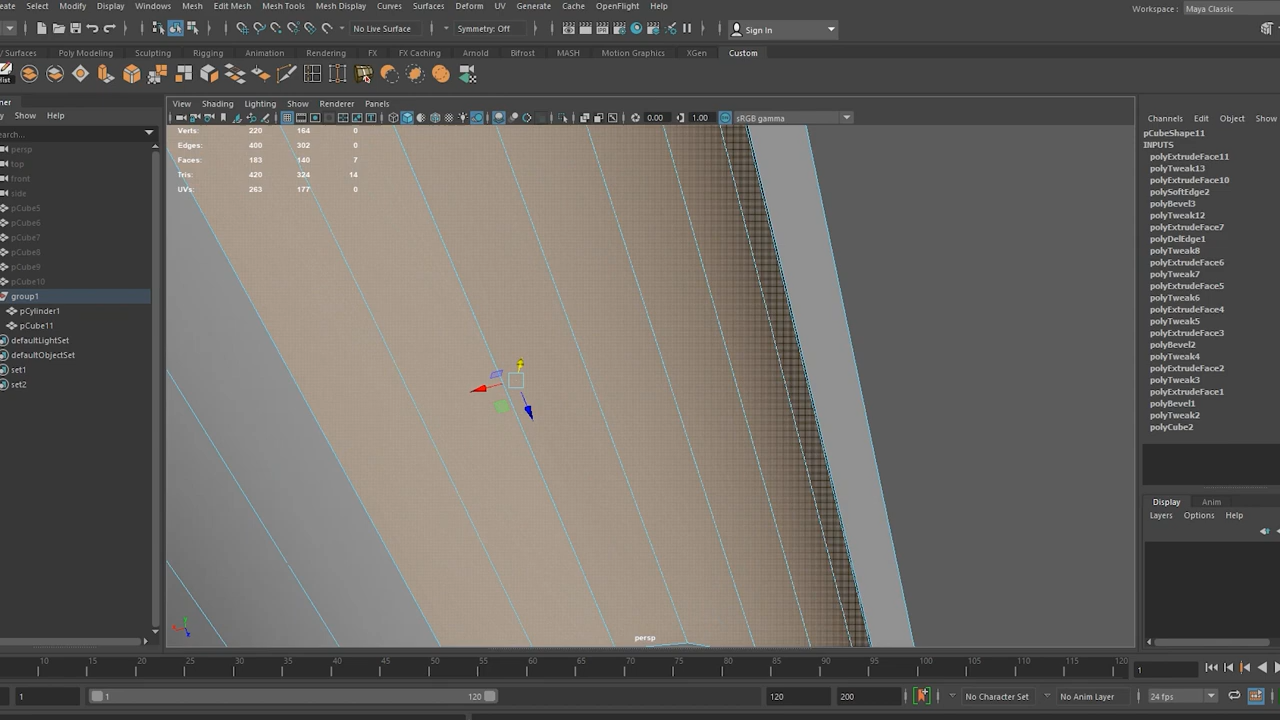 eate Select Modify Display Windows Mesh Edit Mesh Mesh Tools Mesh Display Curves Surfaces Deform UV Generate Cache OpenFlight Help
Workspace: Maya Classic
No Live Surface Symmetry: Off Sign In
Surfaces Poly Modeling Sculpting Rigging Animation Rendering FX FX Caching Arnold Bifrost MASH Motion Graphics XGen Custom
Hist
ner
Show Help
earch...
persp
top
front
side
pCube5
pCube6
pCube7
pCube8
pCube9
pCube10
group1
pCylinder1
pCube11
defaultLightSet
defaultObjectSet
set1
set2
View Shading Lighting Show Renderer Panels
0.00 1.00 sRGB gamma
Verts: 220 164 0
Edges: 400 302 0
Faces: 183 140 7
Tris: 420 324 14
UVs: 263 177 0
persp
Channels Edit Object Show
pCubeShape11
INPUTS
polyExtrudeFace11
polyTweak13
polyExtrudeFace10
polySoftEdge2
polyBevel3
polyTweak12
polyExtrudeFace7
polyDelEdge1
polyTweak8
polyExtrudeFace6
polyTweak7
polyExtrudeFace5
polyTweak6
polyExtrudeFace4
polyTweak5
polyExtrudeFace3
polyBevel2
polyTweak4
polyExtrudeFace2
polyTweak3
polyExtrudeFace1
polyBevel1
polyTweak2
polyCube2
Display Anim
Layers Options Help
10 15 20 25 30 35 40 45 50 55 60 65 70 75 80 85 90 95 100 105 110 115 120
1
1 1 120 120 200 No Character Set No Anim Layer 24 fps